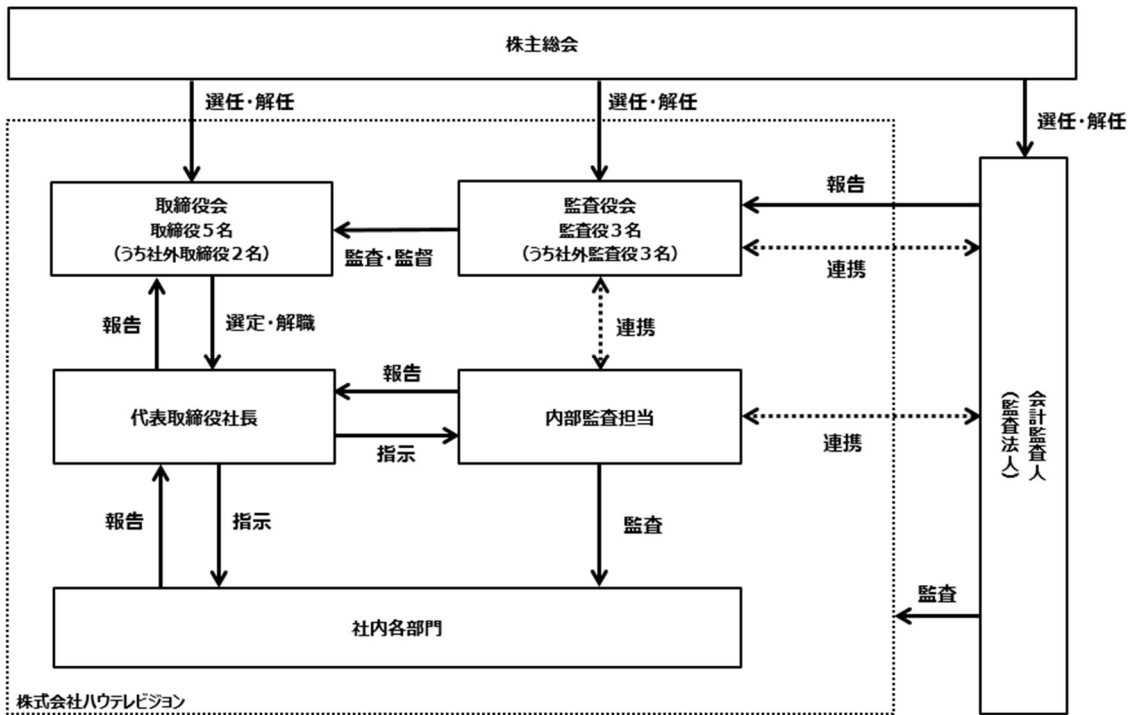 株主総会
選任・解任
選任・解任
選任・解任
取締役会
取締役5名
(うち社外取締役2名)
監査・監督
監査役会
監査役3名
(うち社外監査役3名)
報告
連携
報告
選定・解職
連携
代表取締役社長
報告
指示
内部監査担当
連携
会計監査人
(監査法人)
報告
指示
監査
監査
社内各部門
株式会社ハウテレビジョン